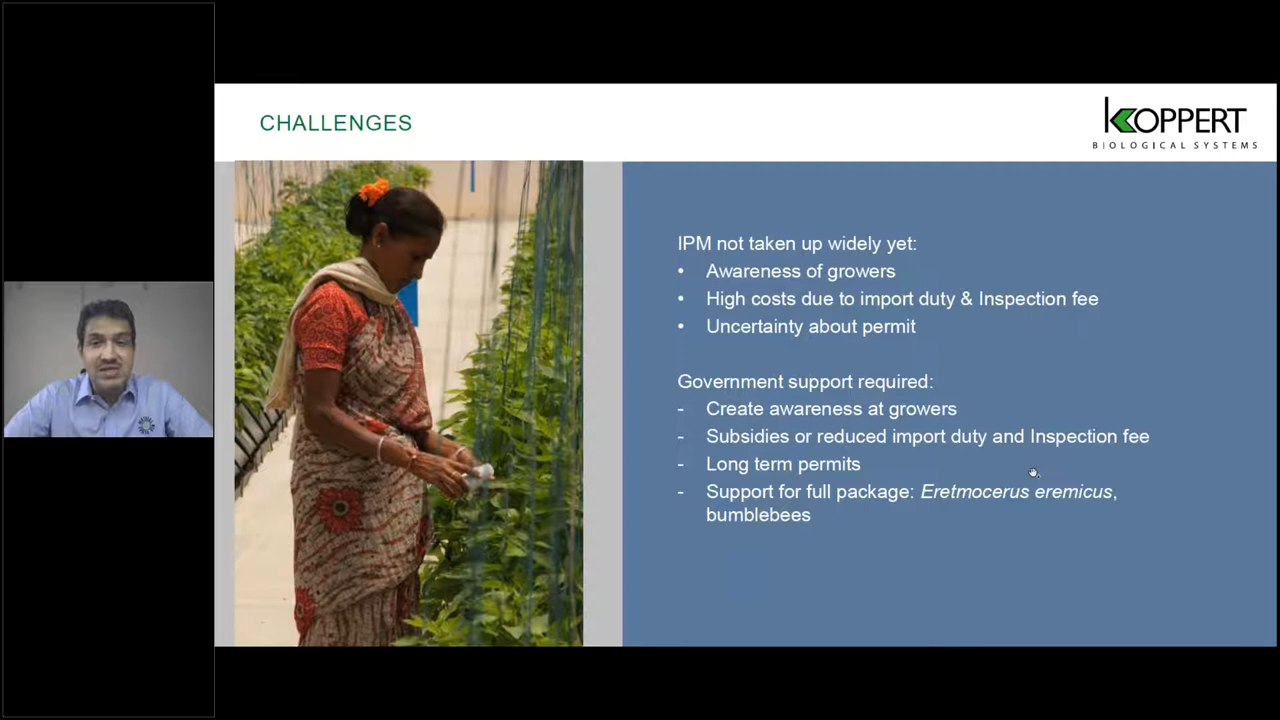 CHALLENGES
KOPPERT
BIOLOGICAL SYSTEMS
IPM not taken up widely yet:
• Awareness of growers
• High costs due to import duty & Inspection fee
• Uncertainty about permit
Government support required:
- Create awareness at growers
- Subsidies or reduced import duty and Inspection fee
- Long term permits
- Support for full package: Eretmocerus eremicus,
bumblebees